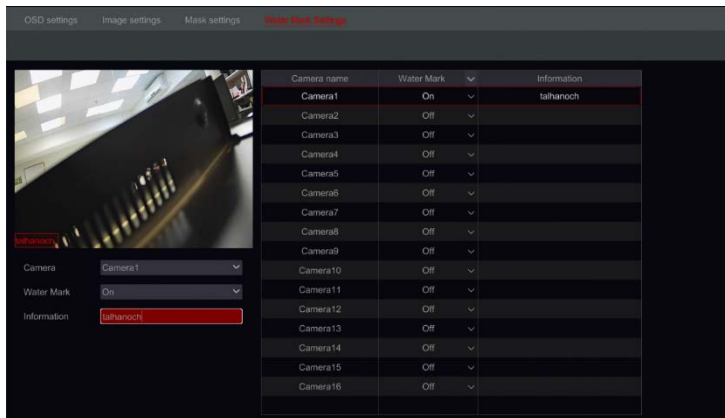 OSD settings Image settings Mask settings Water Mark Settings
Camera name Water Mark Information
Camera1 On talhanoch
Camera2 Off
Camera3 Off
Camera4 Off
Camera5 Off
Camera6 Off
Camera7 Off
Camera8 Off
Camera9 Off
Camera10 Off
Camera11 Off
Camera12 Off
Camera13 Off
Camera14 Off
Camera15 Off
Camera16 Off
talhanoch
Camera Camera1
Water Mark On
Information talhanoch